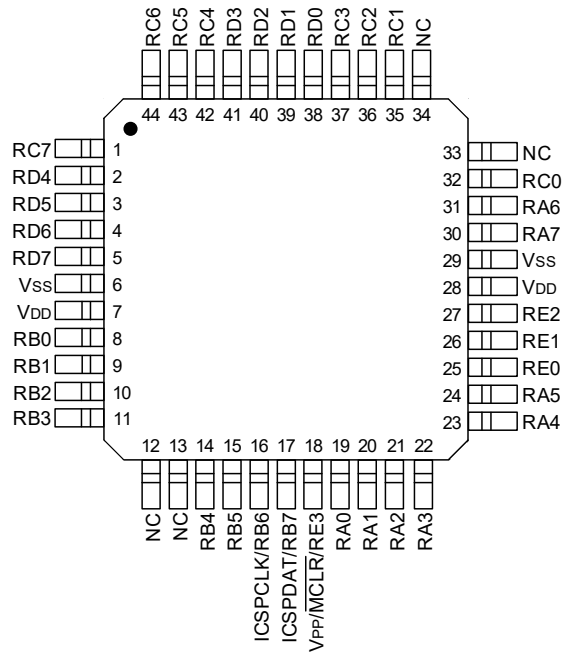 RC6 RC5 RC4 RD3 RD2 RD1 RD0 RC3 RC2 RC1 NC
44 43 42 41 40 39 38 37 36 35 34
RC7 1
RD4 2
RD5 3
RD6 4
RD7 5
VSS 6
VDD 7
RB0 8
RB1 9
RB2 10
RB3 11
33 NC
32 RC0
31 RA6
30 RA7
29 VSS
28 VDD
27 RE2
26 RE1
25 RE0
24 RA5
23 RA4
12 13 14 15 16 17 18 19 20 21 22
NC NC RB4 RB5 ICSPCLK/RB6 ICSPDAT/RB7 VPP/MCLR/RE3 RA0 RA1 RA2 RA3